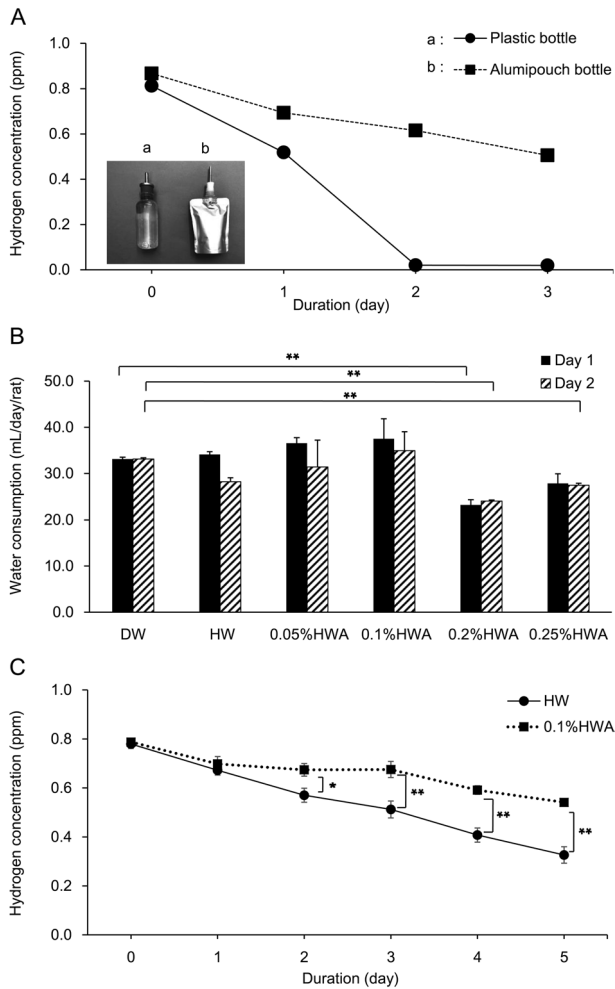 A
Hydrogen concentration (ppm)
1.0
0.8
0.6
0.4
0.2
0.0
a : Plastic bottle
b : Alumipouch bottle
a b
0 1 2 3
Duration (day)
B
Water consumption (mL/day/rat)
50.0
40.0
30.0
20.0
10.0
0.0
**
**
**
Day 1
Day 2
DW HW 0.05%HWA 0.1%HWA 0.2%HWA 0.25%HWA
C
Hydrogen concentration (ppm)
1.0
0.8
0.6
0.4
0.2
0.0
HW
0.1%HWA
*
**
**
**
0 1 2 3 4 5
Duration (day)